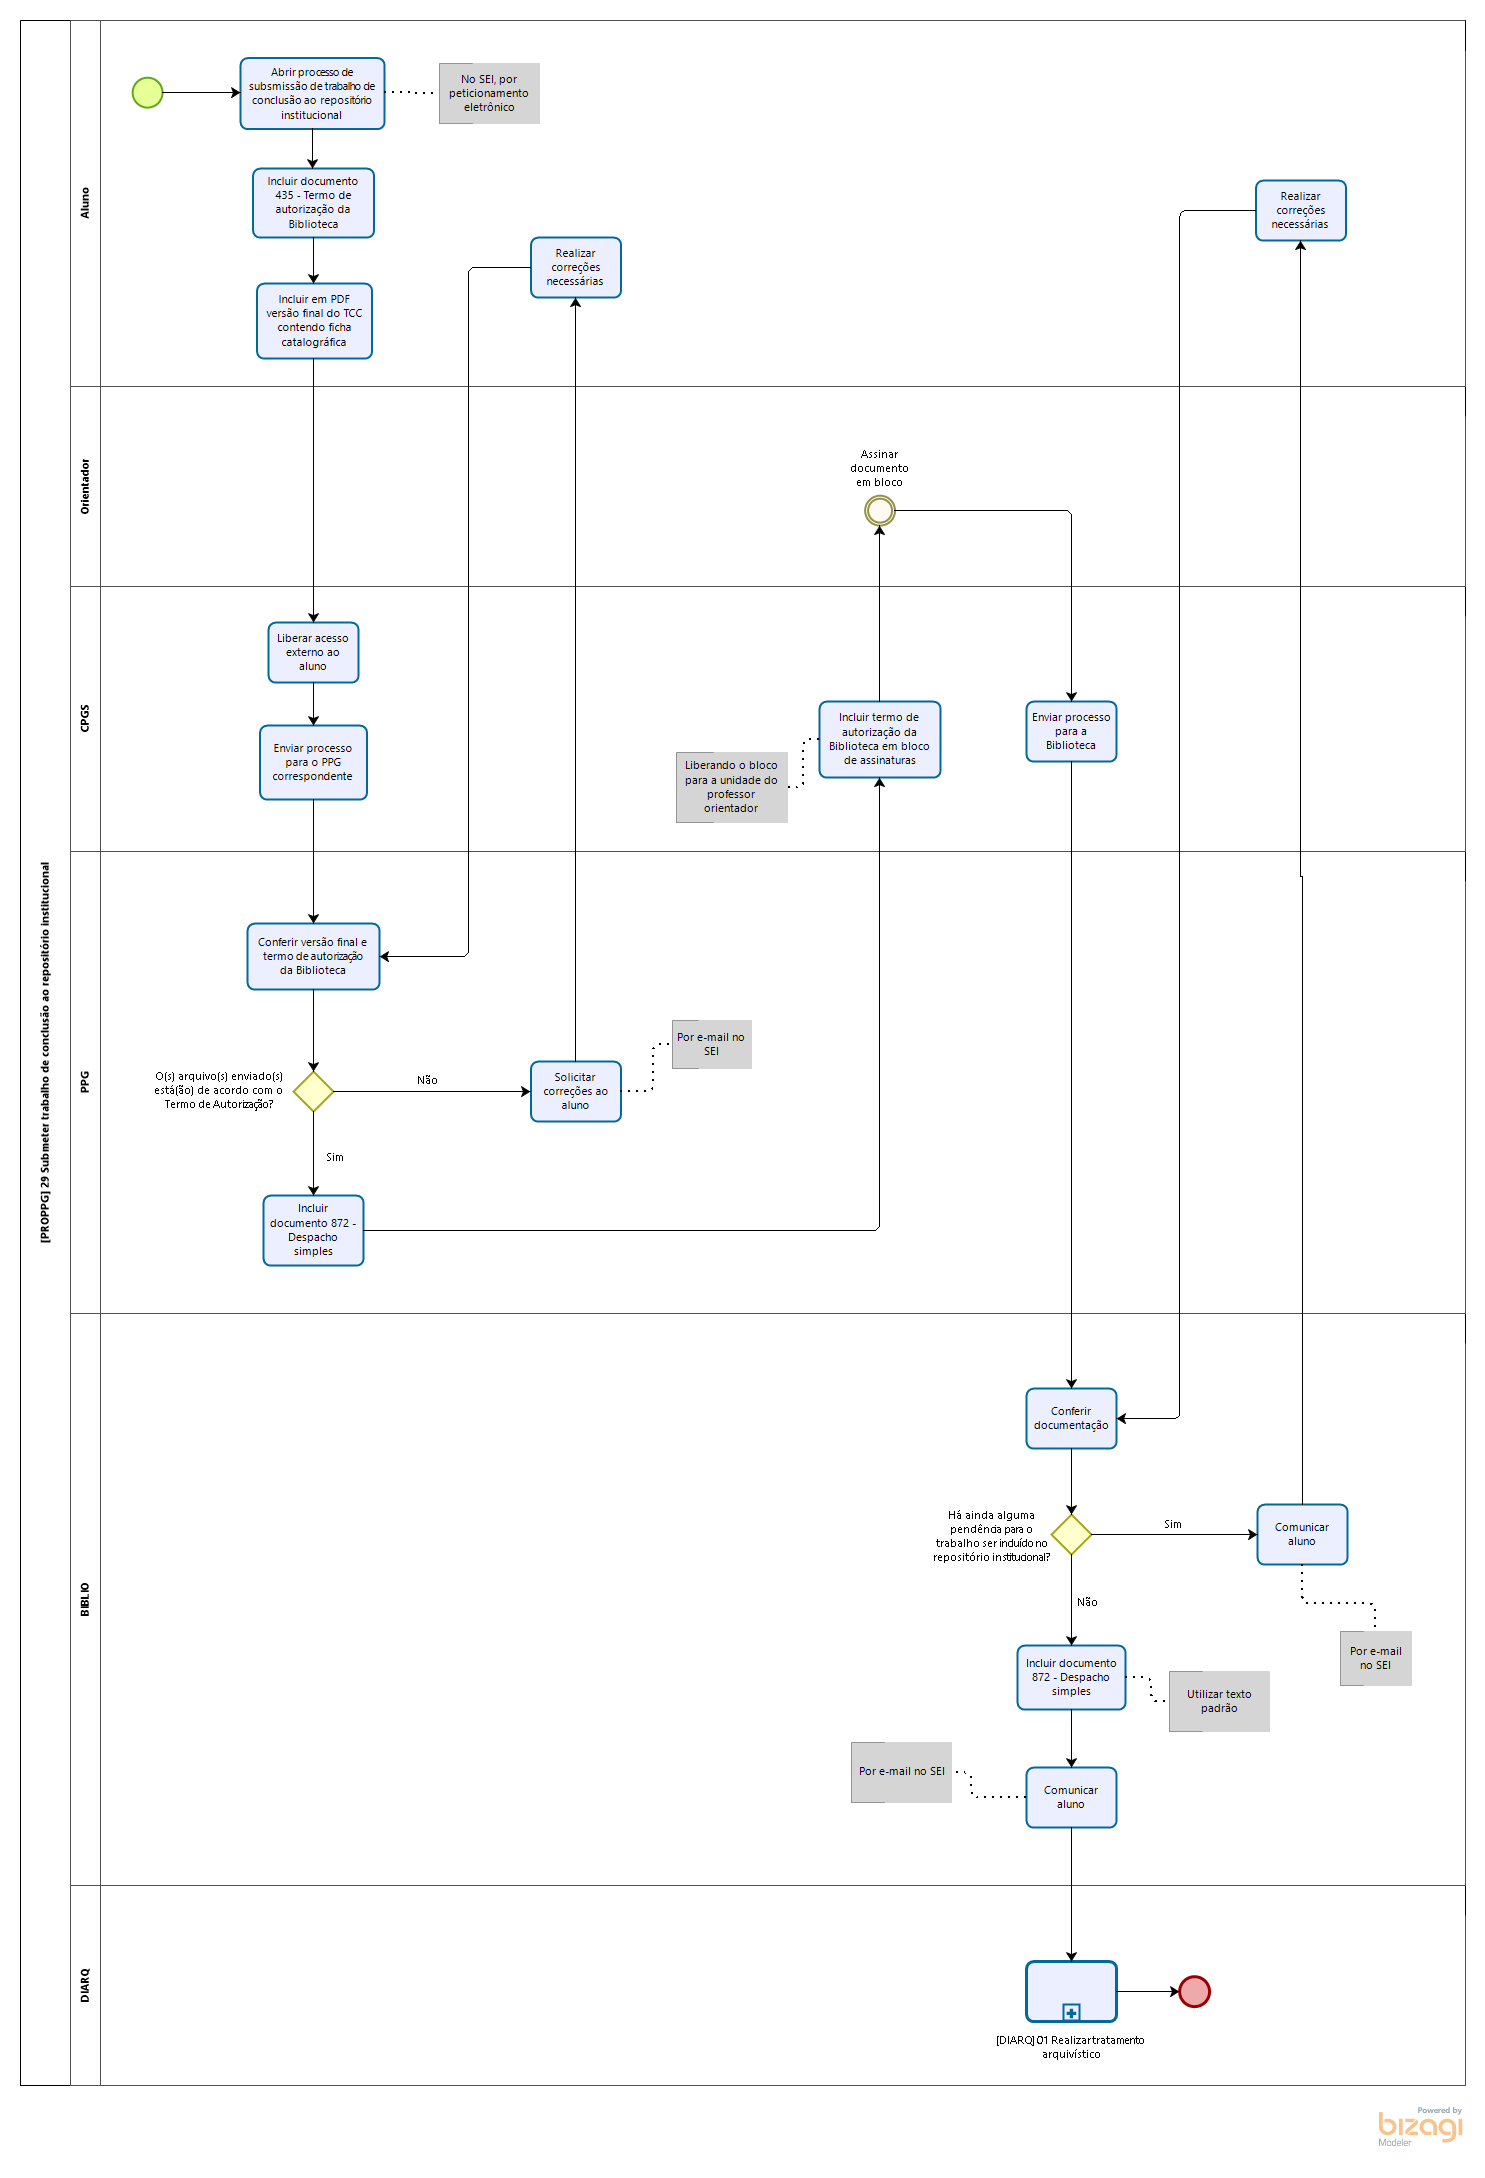 [PROPPG] 29 Submeter trabalho de conclusão ao repositório institucional
Aluno
Abrir processo de
subsmissão de trabalho de
conclusão ao repositório
institucional
No SEI, por
peticionamento
eletrônico
Incluir documento
435 - Termo de
autorização da
Biblioteca
Incluir em PDF
versão final do TCC
contendo ficha
catalográfica
Realizar
correções
necessárias
Realizar
correções
necessárias
Orientador
Assinar
documento
em bloco
CPGS
Liberar acesso
externo ao
aluno
Enviar processo
para o PPG
correspondente
Liberando o bloco
para a unidade do
professor
orientador
Incluir termo de
autorização da
Biblioteca em bloco
de assinaturas
Enviar processo
para a
Biblioteca
PPG
Conferir versão final e
termo de autorização
da Biblioteca
O(s) arquivo(s) enviado(s)
está(ão) de acordo com o
Termo de Autorização?
Não
Solicitar
correções ao
aluno
Por e-mail no
SEI
Sim
Incluir
documento 872 -
Despacho
simples
BIBLIO
Conferir
documentação
Há ainda alguma
pendência para o
trabalho ser incluído no
repositório institucional?
Sim
Comunicar
aluno
Por e-mail
no SEI
Não
Incluir documento
872 - Despacho
simples
Utilizar texto
padrão
Por e-mail no SEI
Comunicar
aluno
DIARQ
[DIARQ] 01 Realizar tratamento
arquivístico
Powered by
bizagi
Modeler